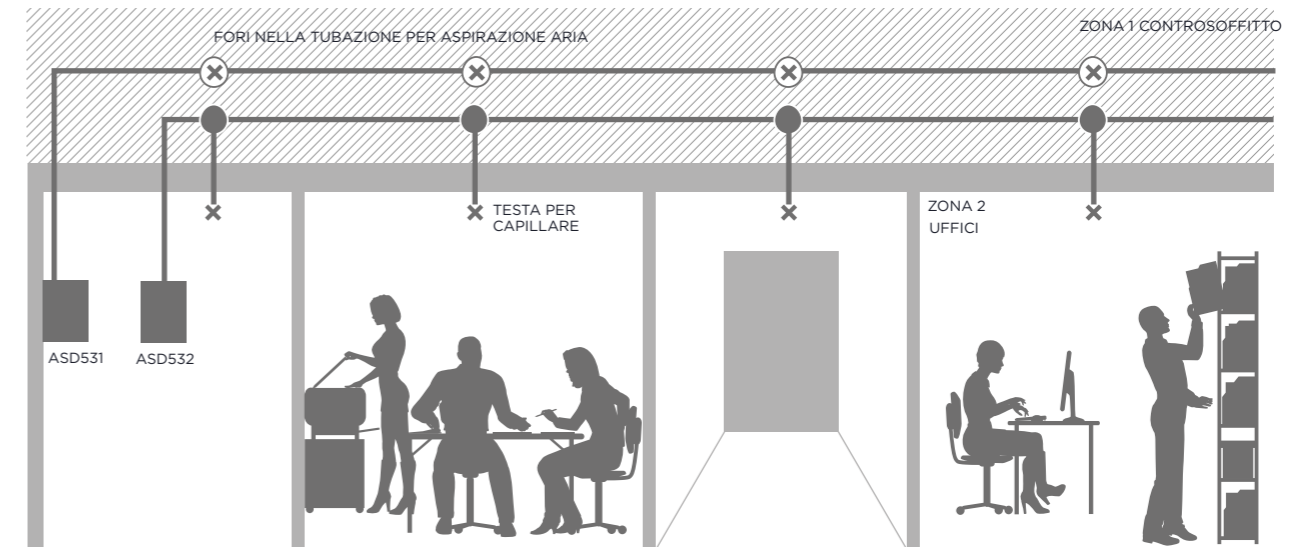 ZONA 1 CONTROSOFFITTO
FORI NELLA TUBAZIONE PER ASPIRAZIONE ARIA
TESTA PER
CAPILLARE
ZONA 2
UFFICI
ASD531
ASD532